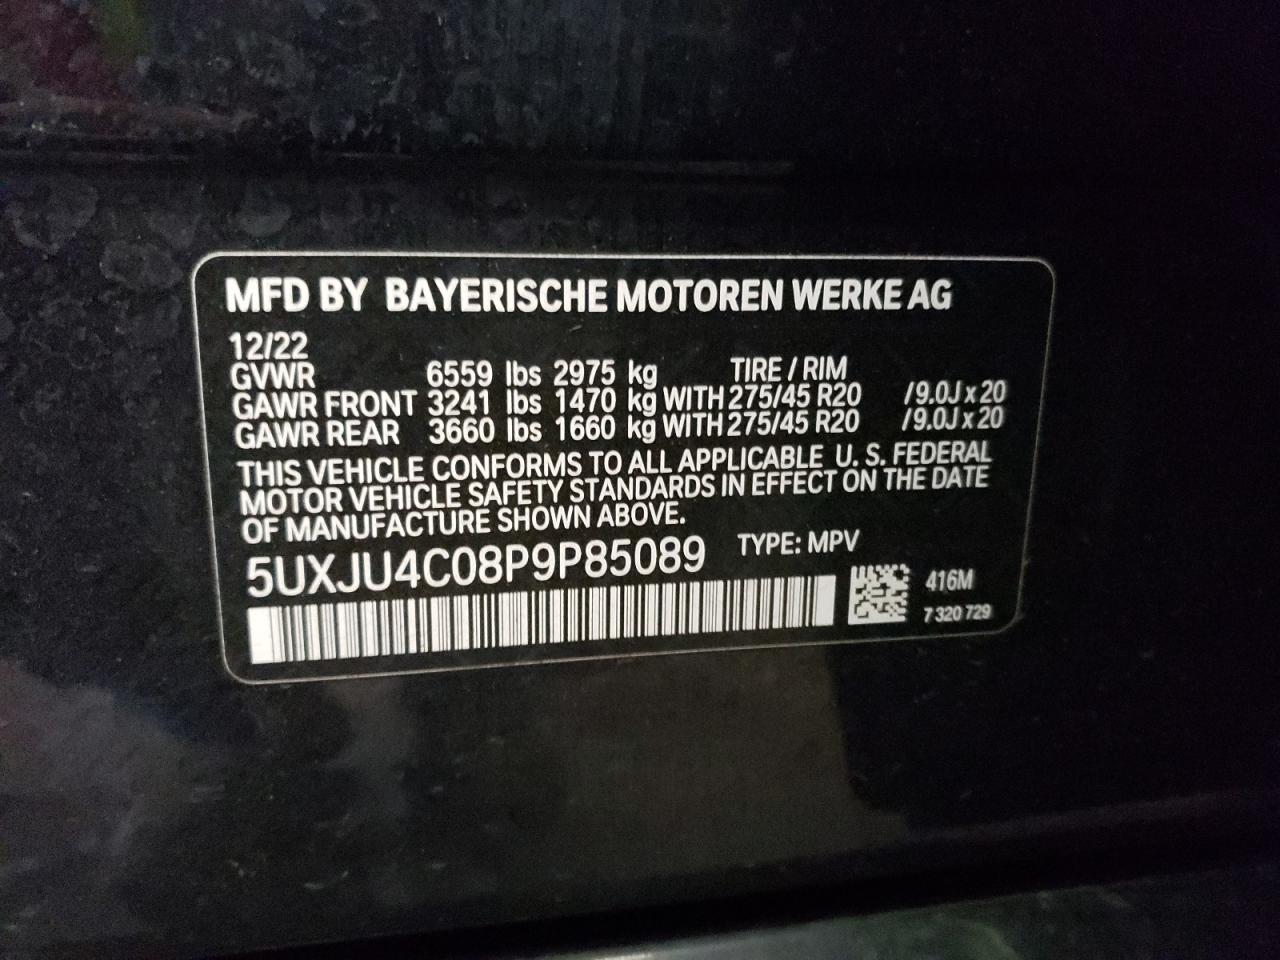 MFD BY BAYERISCHE MOTOREN WERKE AG
12/22
GVWR 6559 lbs 2975 kg TIRE / RIM
GAWR FRONT 3241 lbs 1470 kg WITH 275/45 R20 /9.0J x 20
GAWR REAR 3660 lbs 1660 kg WITH 275/45 R20 /9.0J x 20
THIS VEHICLE CONFORMS TO ALL APPLICABLE U. S. FEDERAL
MOTOR VEHICLE SAFETY STANDARDS IN EFFECT ON THE DATE
OF MANUFACTURE SHOWN ABOVE.
5UXJU4C08P9P85089 TYPE: MPV
416M
7 320 729